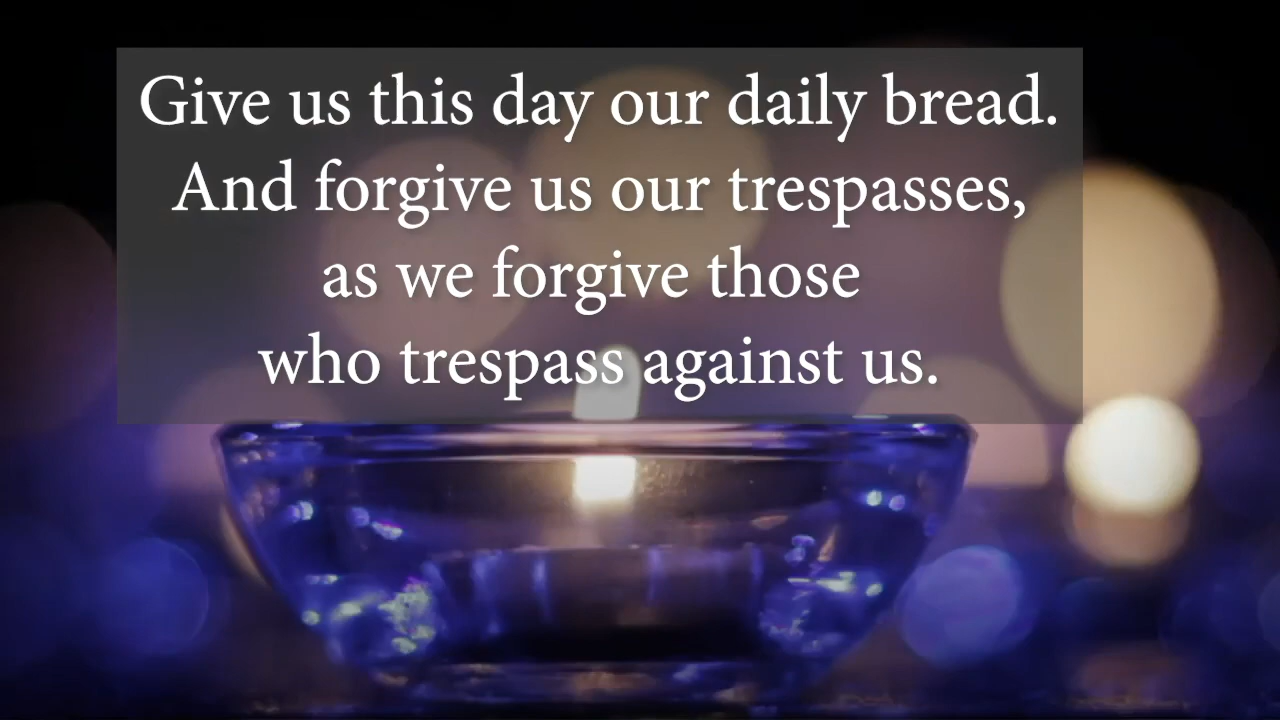 Give us this day our daily bread.
And forgive us our trespasses,
as we forgive those
who trespass against us.